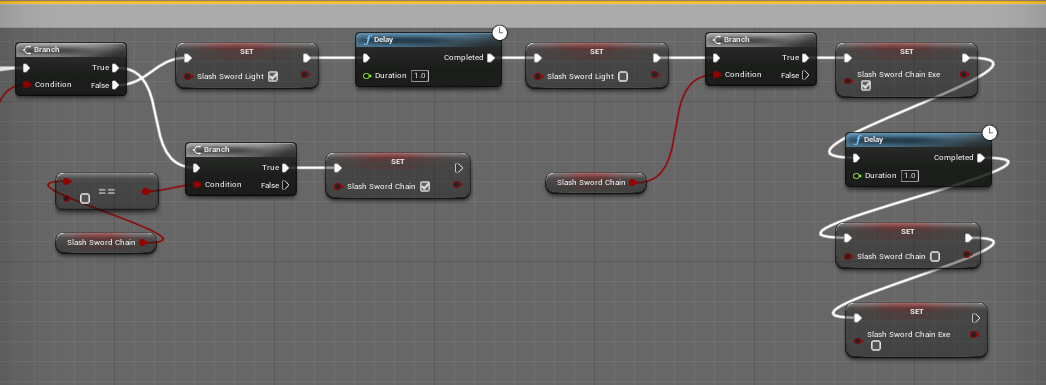 Branch
True
Condition
False
SET
Slash Sword Light
f Delay
Completed
Duration 1.0
SET
Slash Sword Light
Branch
True
Condition
False
SET
Slash Sword Chain Exe
Branch
True
Condition
False
SET
Slash Sword Chain
Slash Sword Chain
f Delay
Completed
Duration 1.0
==
Slash Sword Chain
SET
Slash Sword Chain
SET
Slash Sword Chain Exe